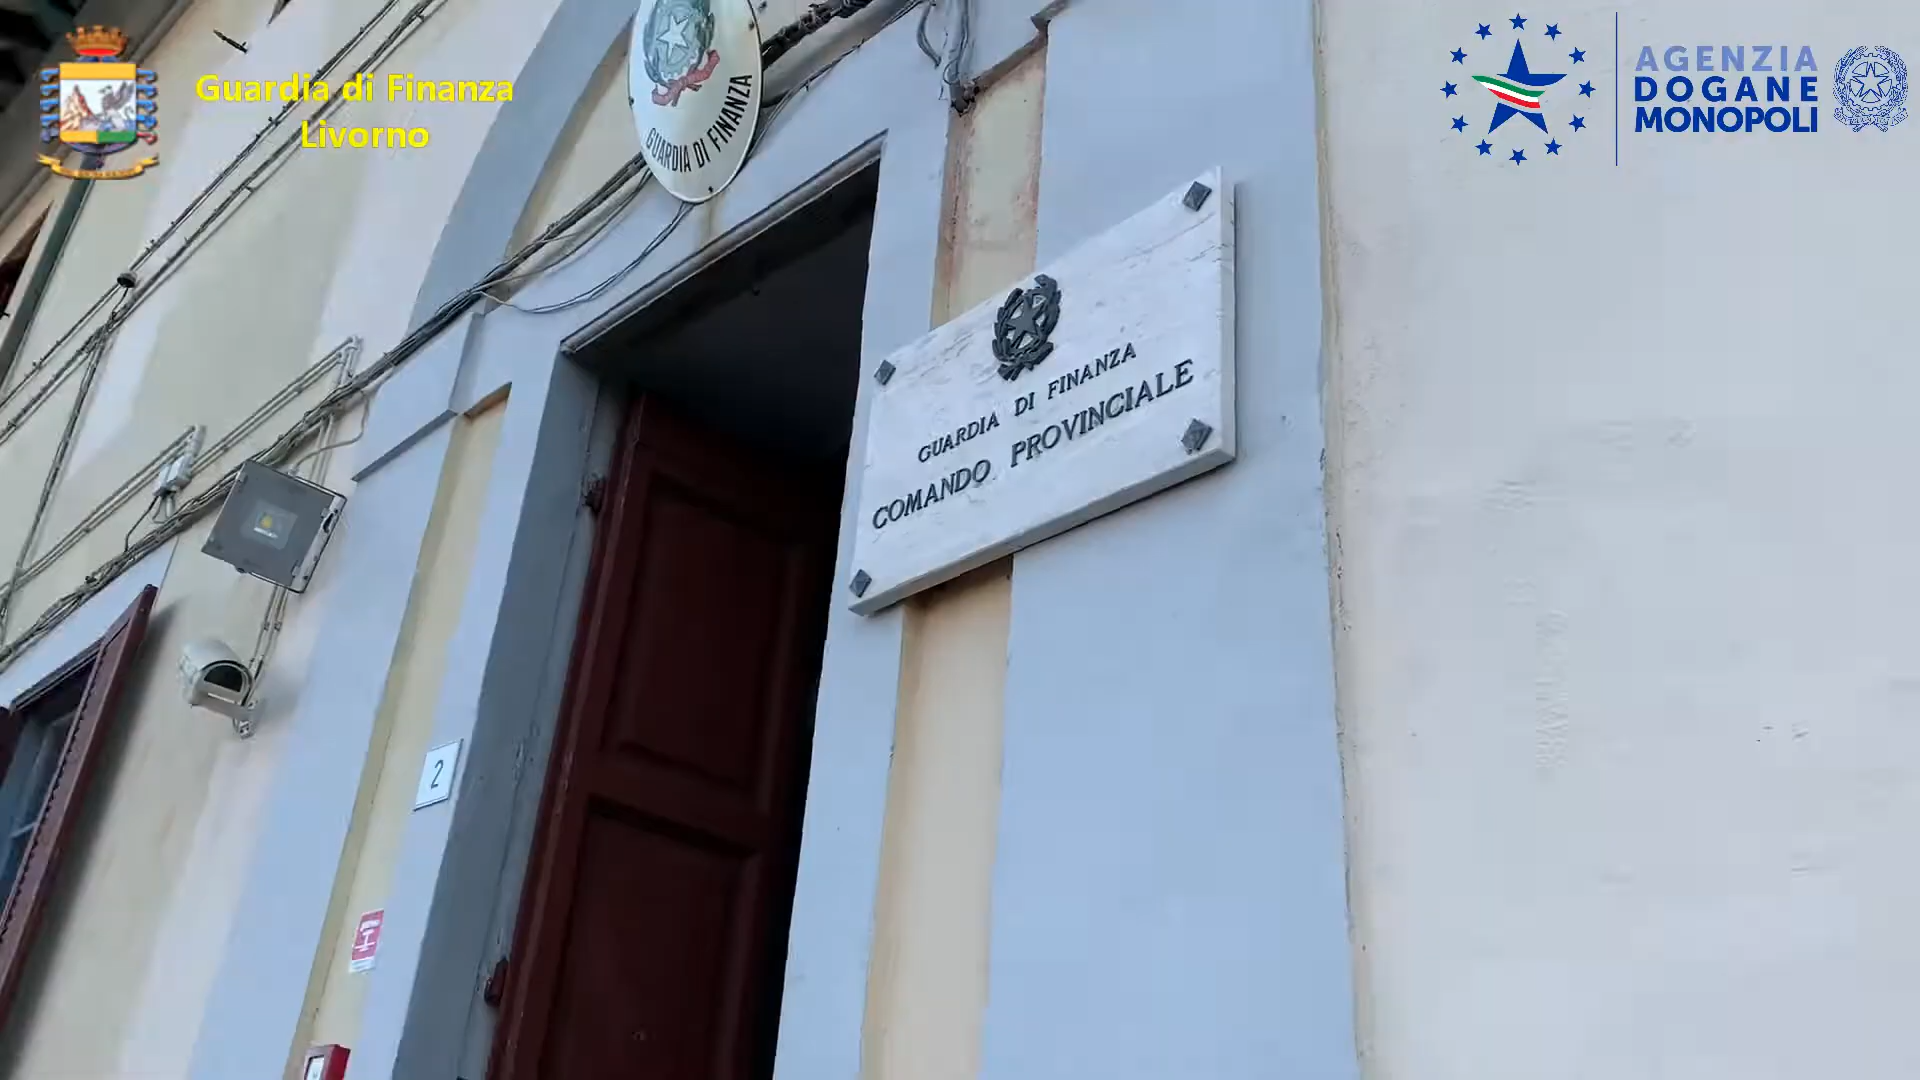 Guardia di Finanza
Livorno
GUARDIA DI FINANZA
AGENZIA
DOGANE
MONOPOLI
GUARDIA DI FINANZA
COMANDO PROVINCIALE
2